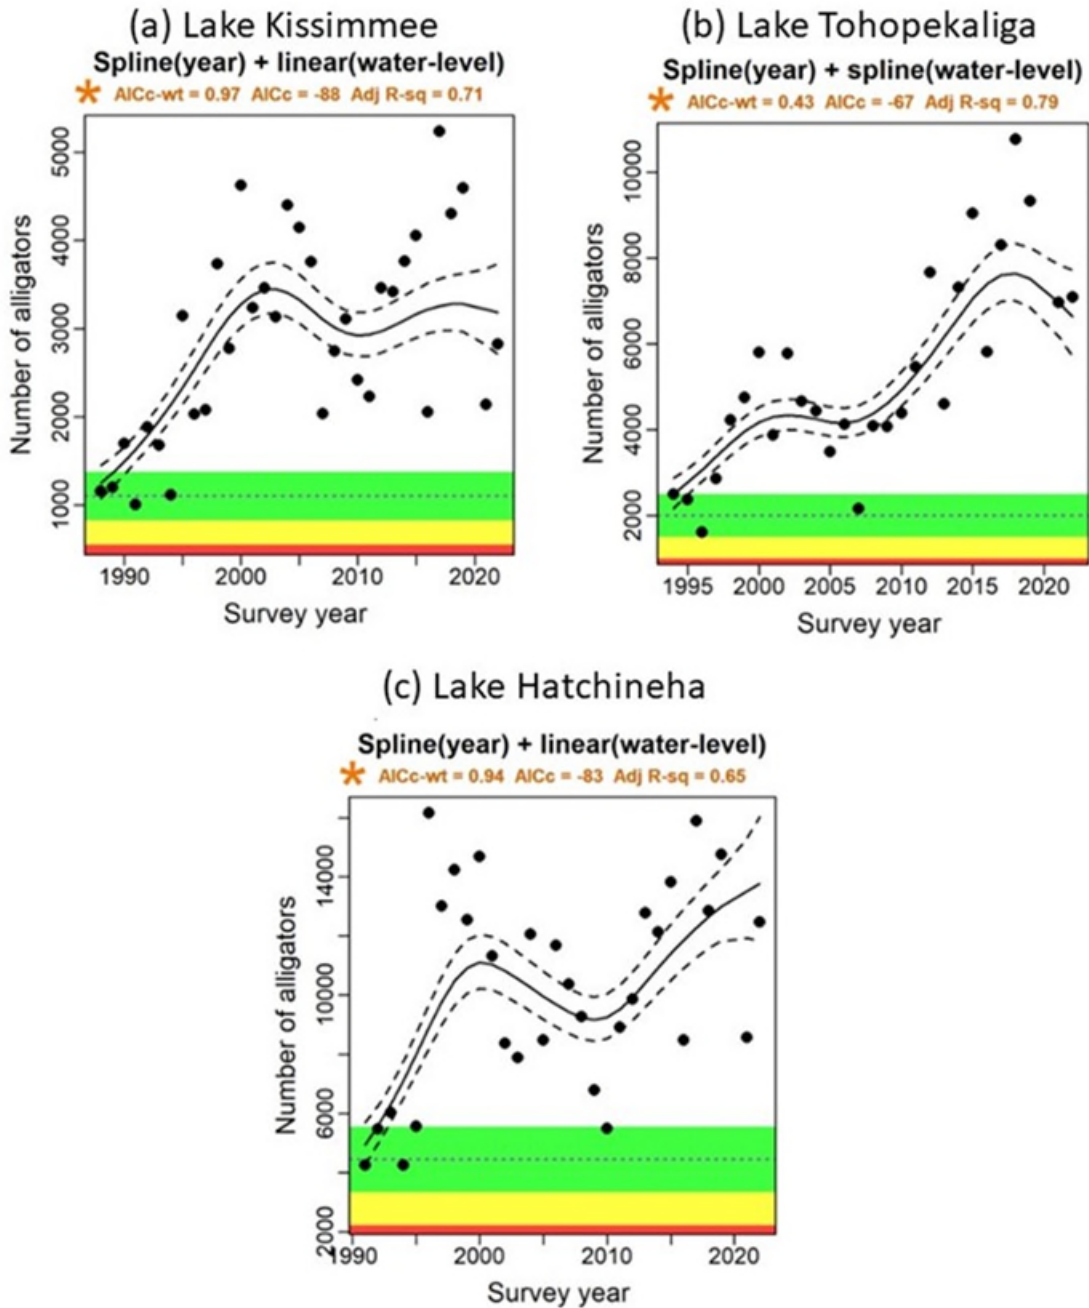 (a) Lake Kissimmee
Spline(year) + linear(water-level)
* AICc-wt = 0.97 AICc = -88 Adj R-sq = 0.71
Number of alligators
5000
4000
3000
2000
1000
1990 2000 2010 2020
Survey year
(b) Lake Tohopekaliga
Spline(year) + spline(water-level)
* AICc-wt = 0.43 AICc = -67 Adj R-sq = 0.79
Number of alligators
10000
8000
6000
4000
2000
1995 2000 2005 2010 2015 2020
Survey year
(c) Lake Hatchineha
Spline(year) + linear(water-level)
* AICc-wt = 0.94 AICc = -83 Adj R-sq = 0.65
Number of alligators
14000
10000
6000
2000
1990 2000 2010 2020
Survey year